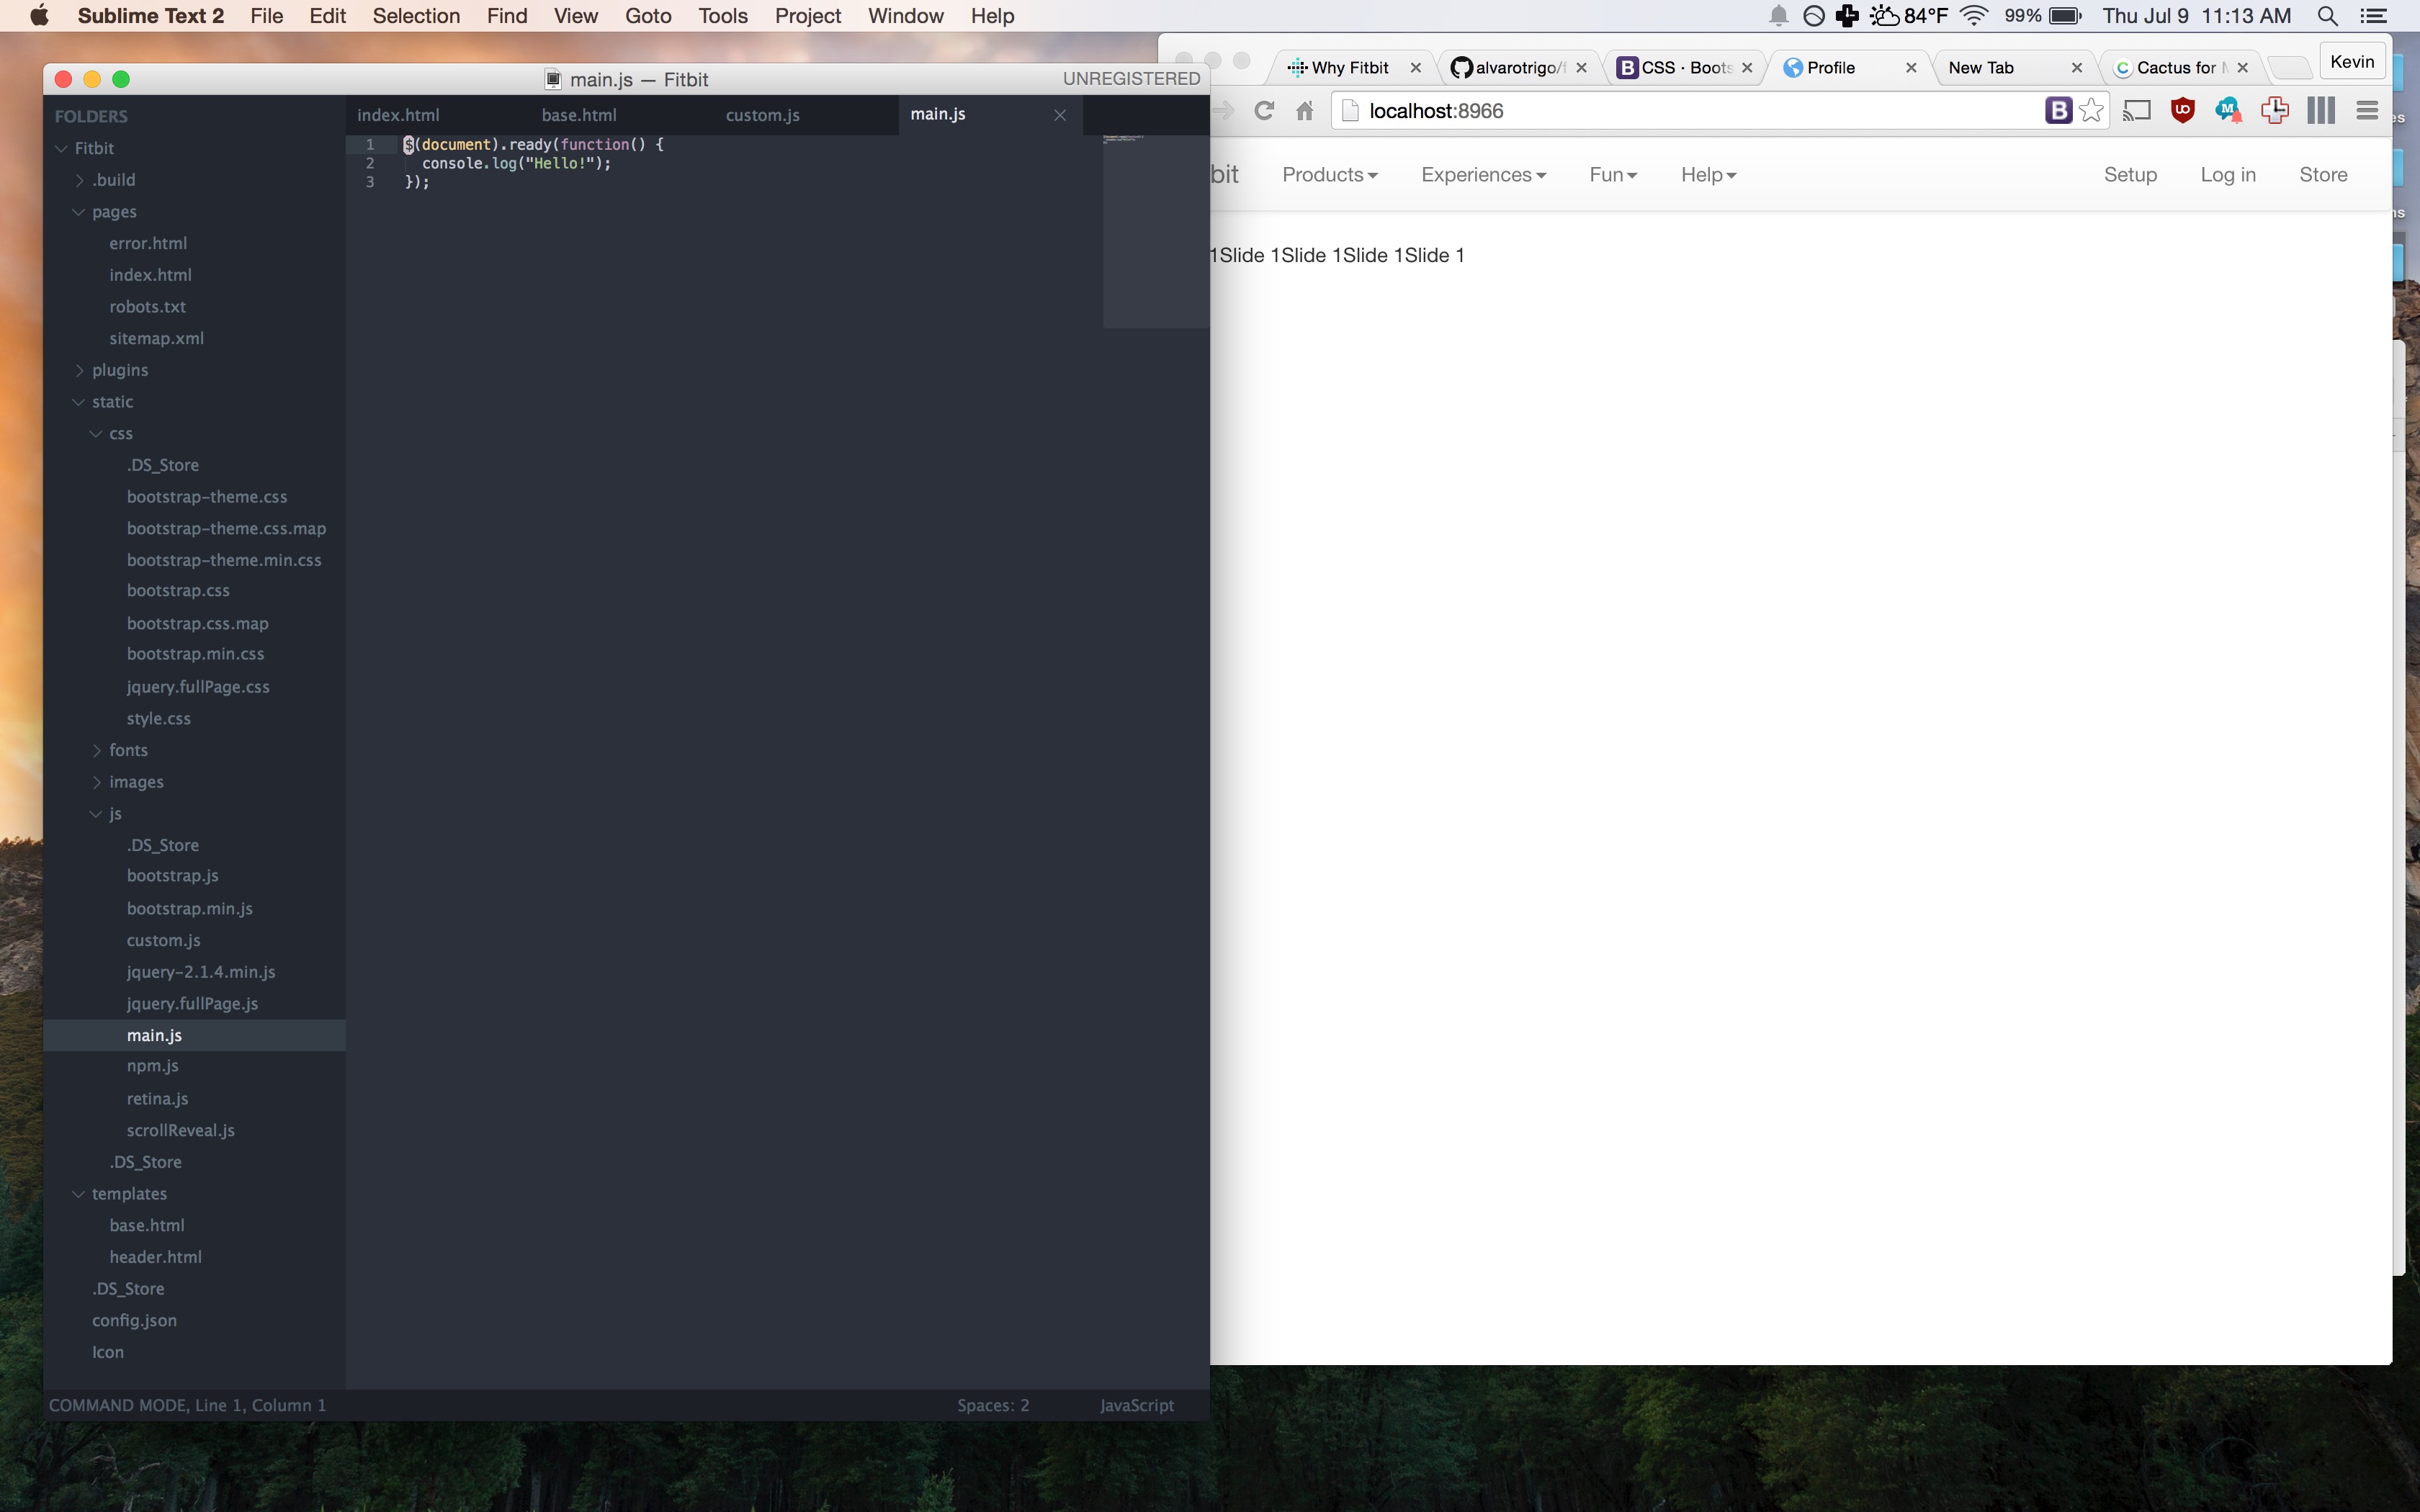 Sublime Text 2 File Edit Selection Find View Goto Tools Project Window Help 84°F 99% Thu Jul 9 11:13 AM
Why Fitbit alvarotrigo/ CSS · Boots Profile New Tab Cactus for Kevin
main.js — Fitbit UNREGISTERED
localhost:8966
FOLDERS
index.html base.html custom.js main.js
1 $(document).ready(function() {
2 console.log("Hello!");
3 });
Fitbit
.build
pages
error.html
index.html
robots.txt
sitemap.xml
plugins
static
css
.DS_Store
bootstrap-theme.css
bootstrap-theme.css.map
bootstrap-theme.min.css
bootstrap.css
bootstrap.css.map
bootstrap.min.css
jquery.fullPage.css
style.css
fonts
images
js
.DS_Store
bootstrap.js
bootstrap.min.js
custom.js
jquery-2.1.4.min.js
jquery.fullPage.js
main.js
npm.js
retina.js
scrollReveal.js
.DS_Store
templates
base.html
header.html
.DS_Store
config.json
Icon
COMMAND MODE, Line 1, Column 1 Spaces: 2 JavaScript
bit Products Experiences Fun Help Setup Log in Store
1Slide 1Slide 1Slide 1Slide 1